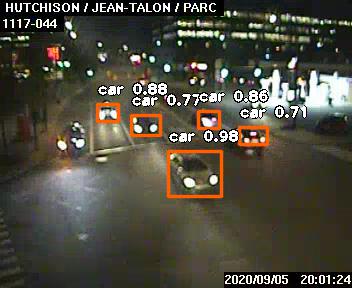 HUTCHISON / JEAN-TALON / PARC
1117-044
car 0.88
car 0.77
car 0.86
car 0.71
car 0.98
2020/09/05 20:01:24